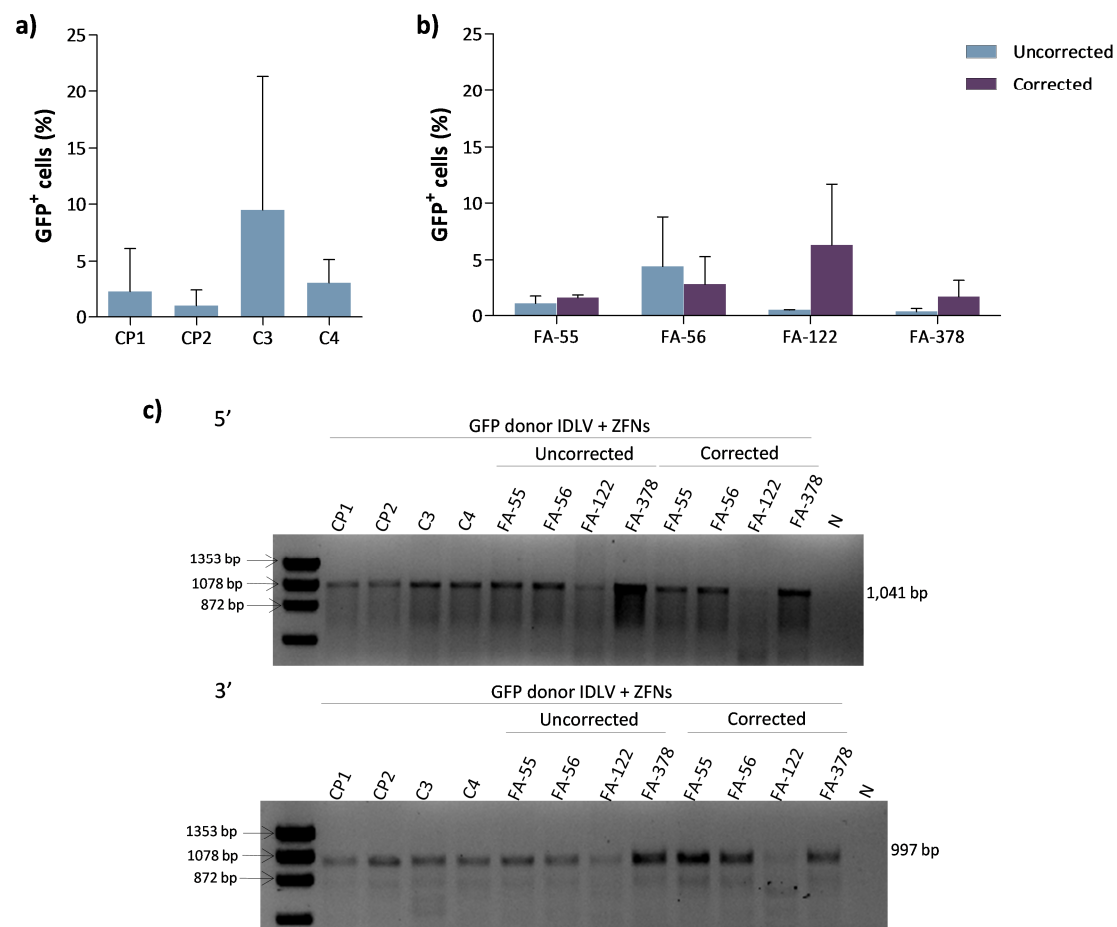 a)
25
20
15
10
5
0
GFP+ cells (%)
CP1 CP2 C3 C4
b)
25
20
15
10
5
0
GFP+ cells (%)
FA-55 FA-56 FA-122 FA-378
Uncorrected
Corrected
c)
5’
GFP donor IDLV + ZFNs
Uncorrected Corrected
CP1 CP2 C3 C4 FA-55 FA-56 FA-122 FA-378 FA-55 FA-56 FA-122 FA-378 N
1353 bp
1078 bp
872 bp
1,041 bp
3’
GFP donor IDLV + ZFNs
Uncorrected Corrected
CP1 CP2 C3 C4 FA-55 FA-56 FA-122 FA-378 FA-55 FA-56 FA-122 FA-378 N
1353 bp
1078 bp
872 bp
997 bp